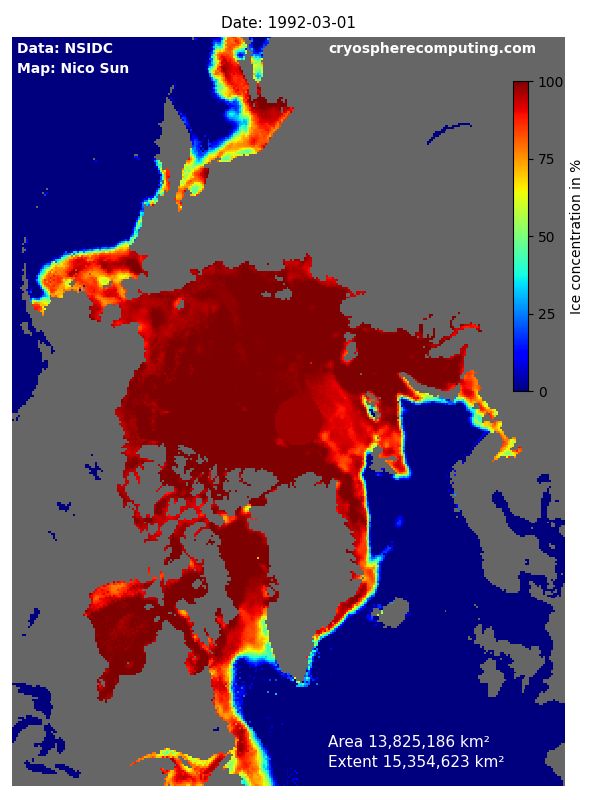 Date: 1992-03-01
Data: NSIDC
Map: Nico Sun
cryospherecomputing.com
100
75
50
25
0
Ice concentration in %
Area 13,825,186 km²
Extent 15,354,623 km²